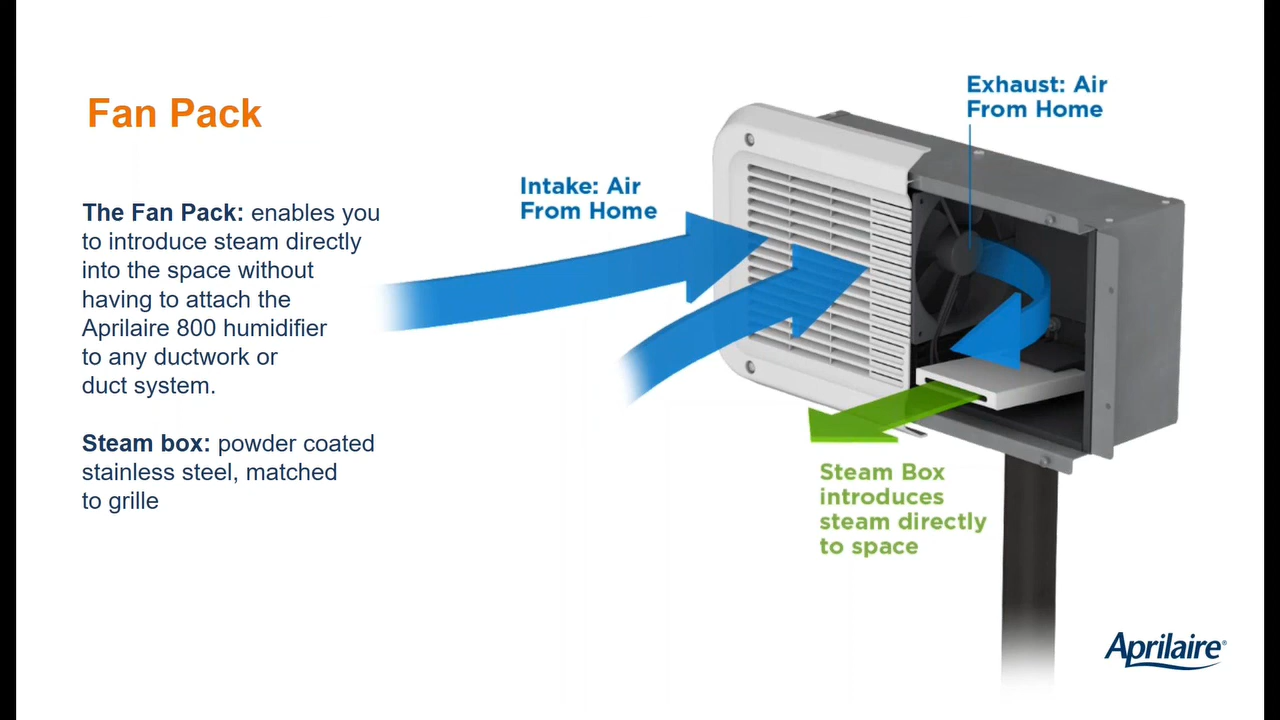 Fan Pack
The Fan Pack: enables you
to introduce steam directly
into the space without
having to attach the
Aprilaire 800 humidifier
to any ductwork or
duct system.
Steam box: powder coated
stainless steel, matched
to grille
Intake: Air
From Home
Exhaust: Air
From Home
Steam Box
introduces
steam directly
to space
Aprilaire®